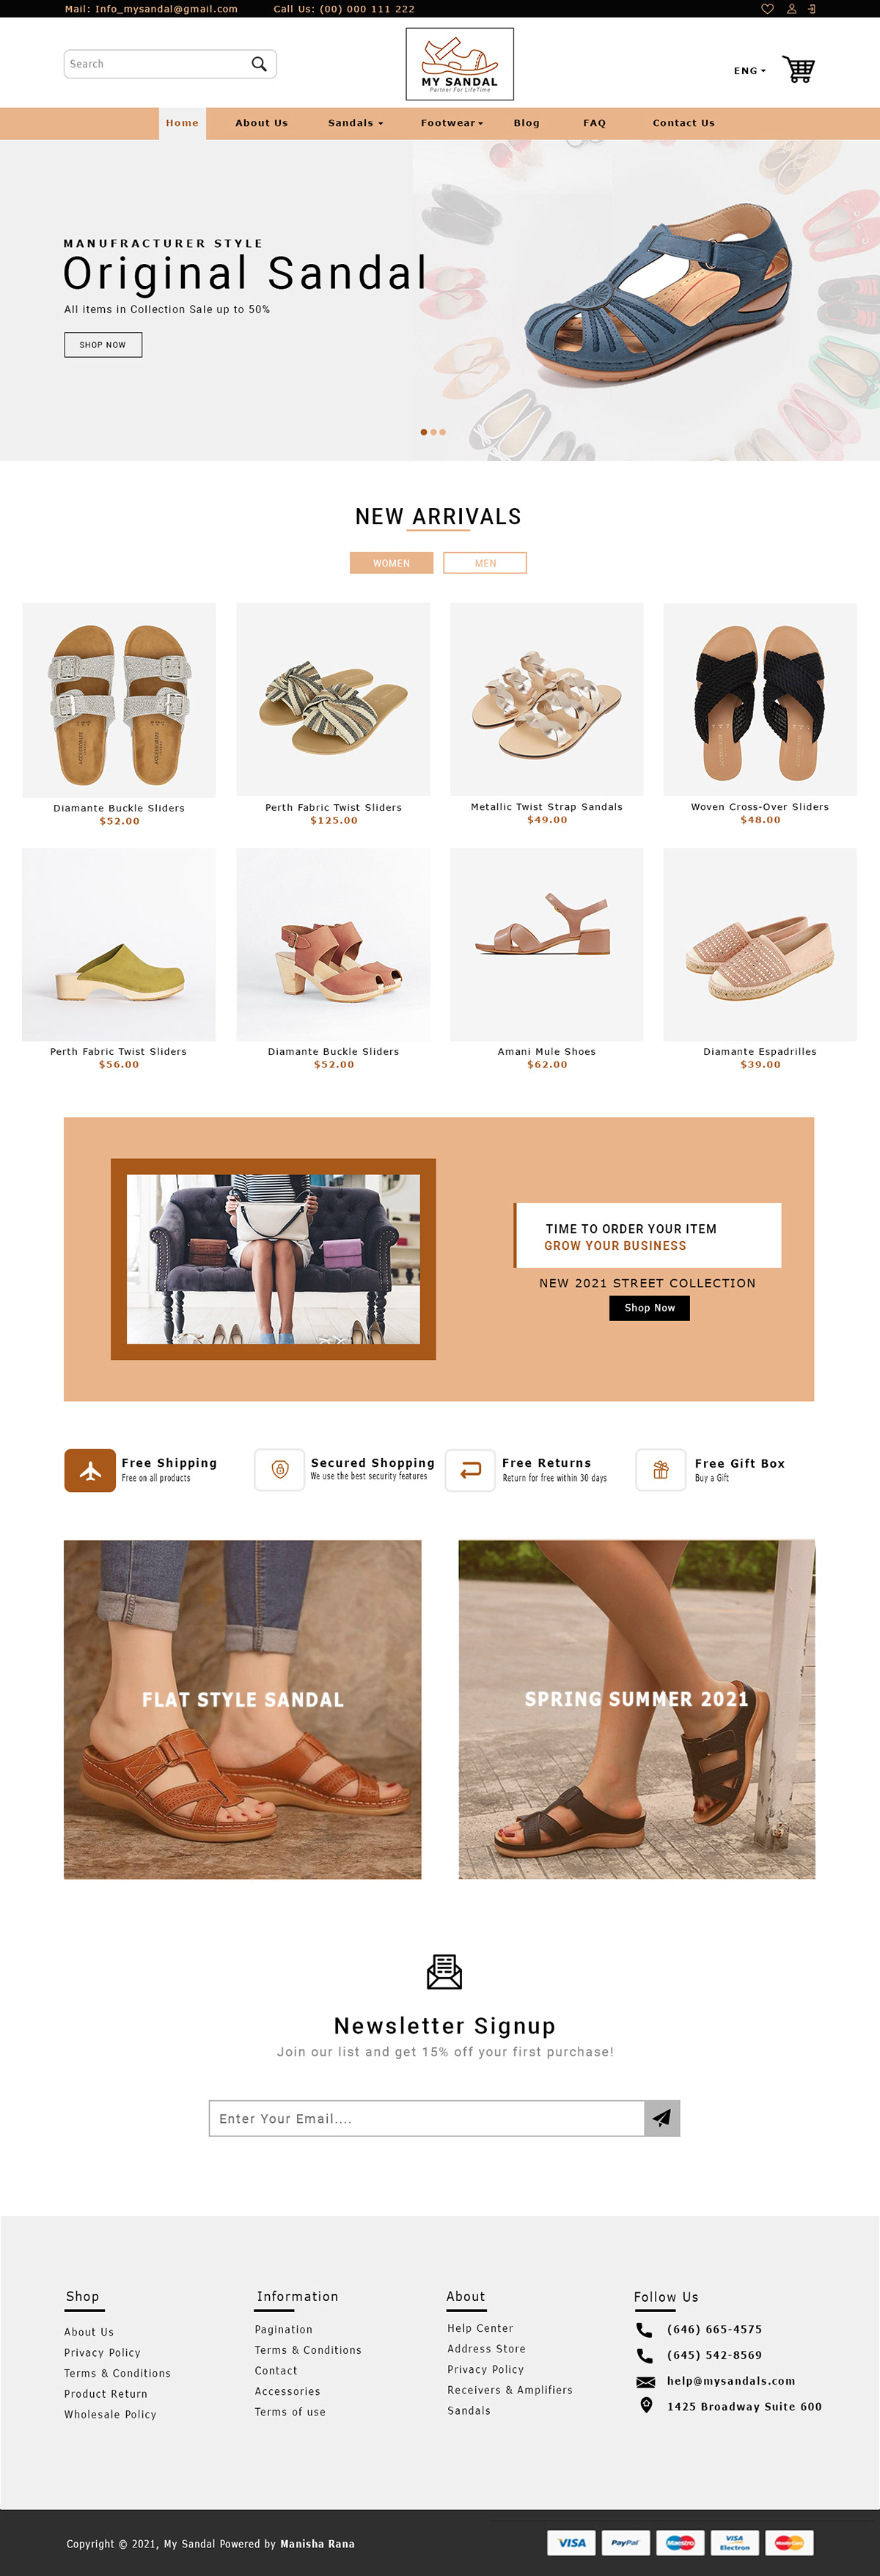 Mail: Info_mysandal@gmail.com Call Us: (00) 000 111 222
Search
MY SANDAL
Partner For LifeTime
ENG
Home About Us Sandals Footwear Blog FAQ Contact Us
MANUFRACTURER STYLE
Original Sandal
All items in Collection Sale up to 50%
SHOP NOW
NEW ARRIVALS
WOMEN MEN
Diamante Buckle Sliders Perth Fabric Twist Sliders Metallic Twist Strap Sandals Woven Cross-Over Sliders
$52.00 $125.00 $49.00 $48.00
Perth Fabric Twist Sliders Diamante Buckle Sliders Amani Mule Shoes Diamante Espadrilles
$56.00 $52.00 $62.00 $39.00
TIME TO ORDER YOUR ITEM
GROW YOUR BUSINESS
NEW 2021 STREET COLLECTION
Shop Now
Free Shipping
Free on all products
Secured Shopping
We use the best security features
Free Returns
Return for free within 30 days
Free Gift Box
Buy a Gift
FLAT STYLE SANDAL
SPRING SUMMER 2021
Newsletter Signup
Join our list and get 15% off your first purchase!
Enter Your Email....
Shop
About Us
Privacy Policy
Terms & Conditions
Product Return
Wholesale Policy
Information
Pagination
Terms & Conditions
Contact
Accessories
Terms of use
About
Help Center
Address Store
Privacy Policy
Receivers & Amplifiers
Sandals
Follow Us
(646) 665-4575
(645) 542-8569
help@mysandals.com
1425 Broadway Suite 600
Copyright © 2021, My Sandal Powered by Manisha Rana
VISA PayPal Maestro VISA Electron MasterCard